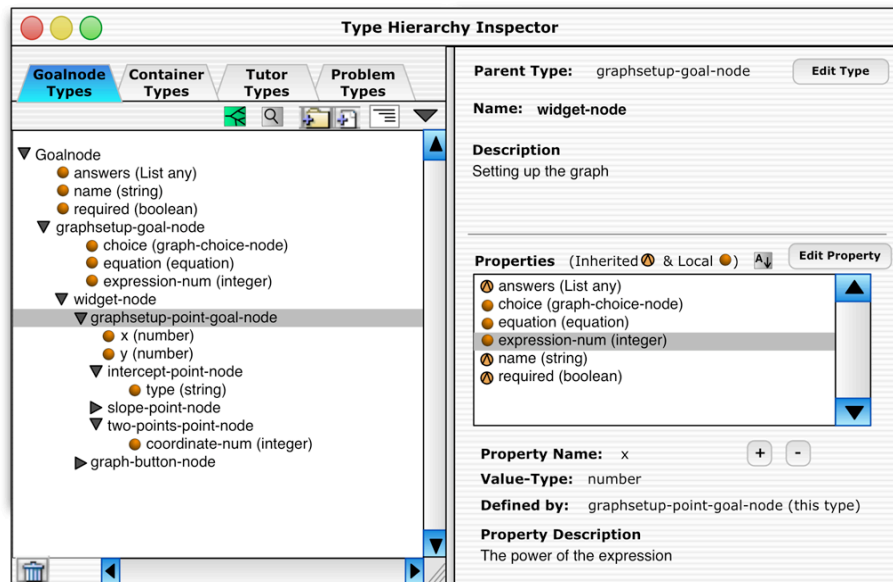 Type Hierarchy Inspector
Goalnode Types
Container Types
Tutor Types
Problem Types
Goalnode
answers (List any)
name (string)
required (boolean)
graphsetup-goal-node
choice (graph-choice-node)
equation (equation)
expression-num (integer)
widget-node
graphsetup-point-goal-node
x (number)
y (number)
intercept-point-node
type (string)
slope-point-node
two-points-point-node
coordinate-num (integer)
graph-button-node
Parent Type: graphsetup-goal-node
Edit Type
Name: widget-node
Description
Setting up the graph
Properties (Inherited & Local )
A
Edit Property
answers (List any)
choice (graph-choice-node)
equation (equation)
expression-num (integer)
name (string)
required (boolean)
Property Name: x
+ -
Value-Type: number
Defined by: graphsetup-point-goal-node (this type)
Property Description
The power of the expression